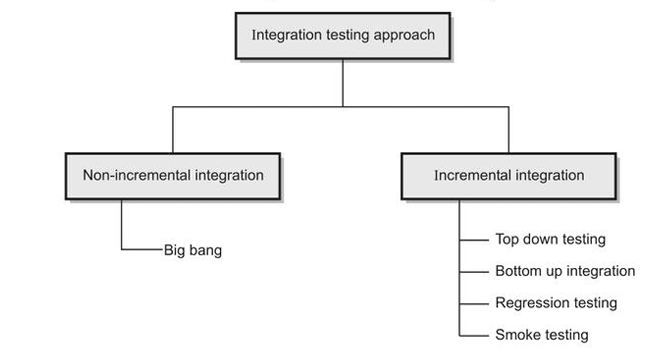 Integration testing approach
Non-incremental integration
Incremental integration
Big bang
Top down testing
Bottom up integration
Regression testing
Smoke testing